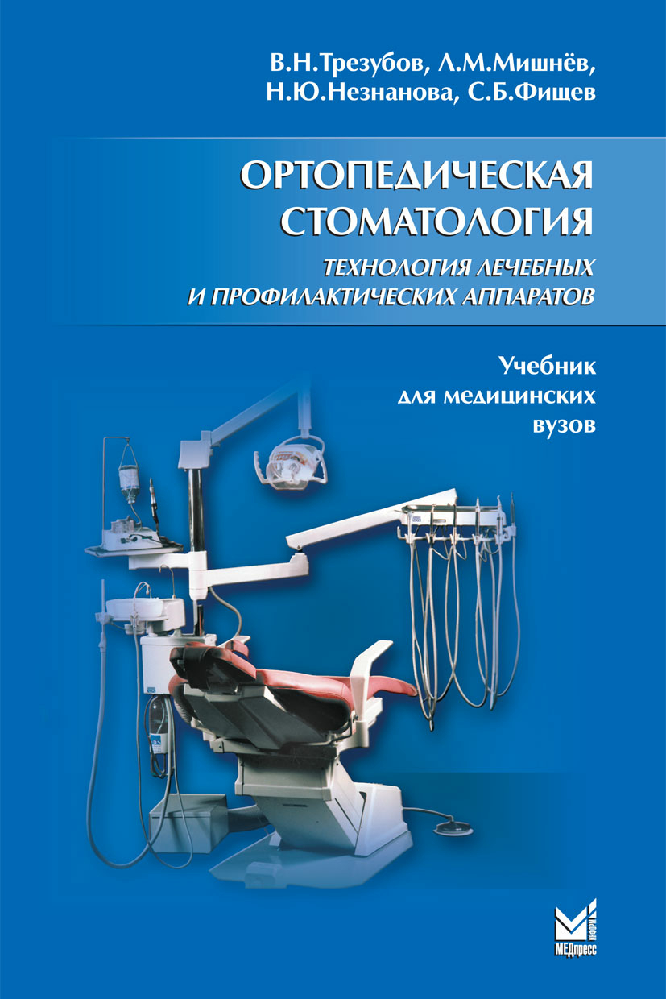 В.Н.Трезубов, Л.М.Мишнёв,
Н.Ю.Незнанова, С.Б.Фищев
ОРТОПЕДИЧЕСКАЯ
СТОМАТОЛОГИЯ
ТЕХНОЛОГИЯ ЛЕЧЕБНЫХ
И ПРОФИЛАКТИЧЕСКИХ АППАРАТОВ
Учебник
для медицинских
вузов
ИНФОРМ
МЕДпресс